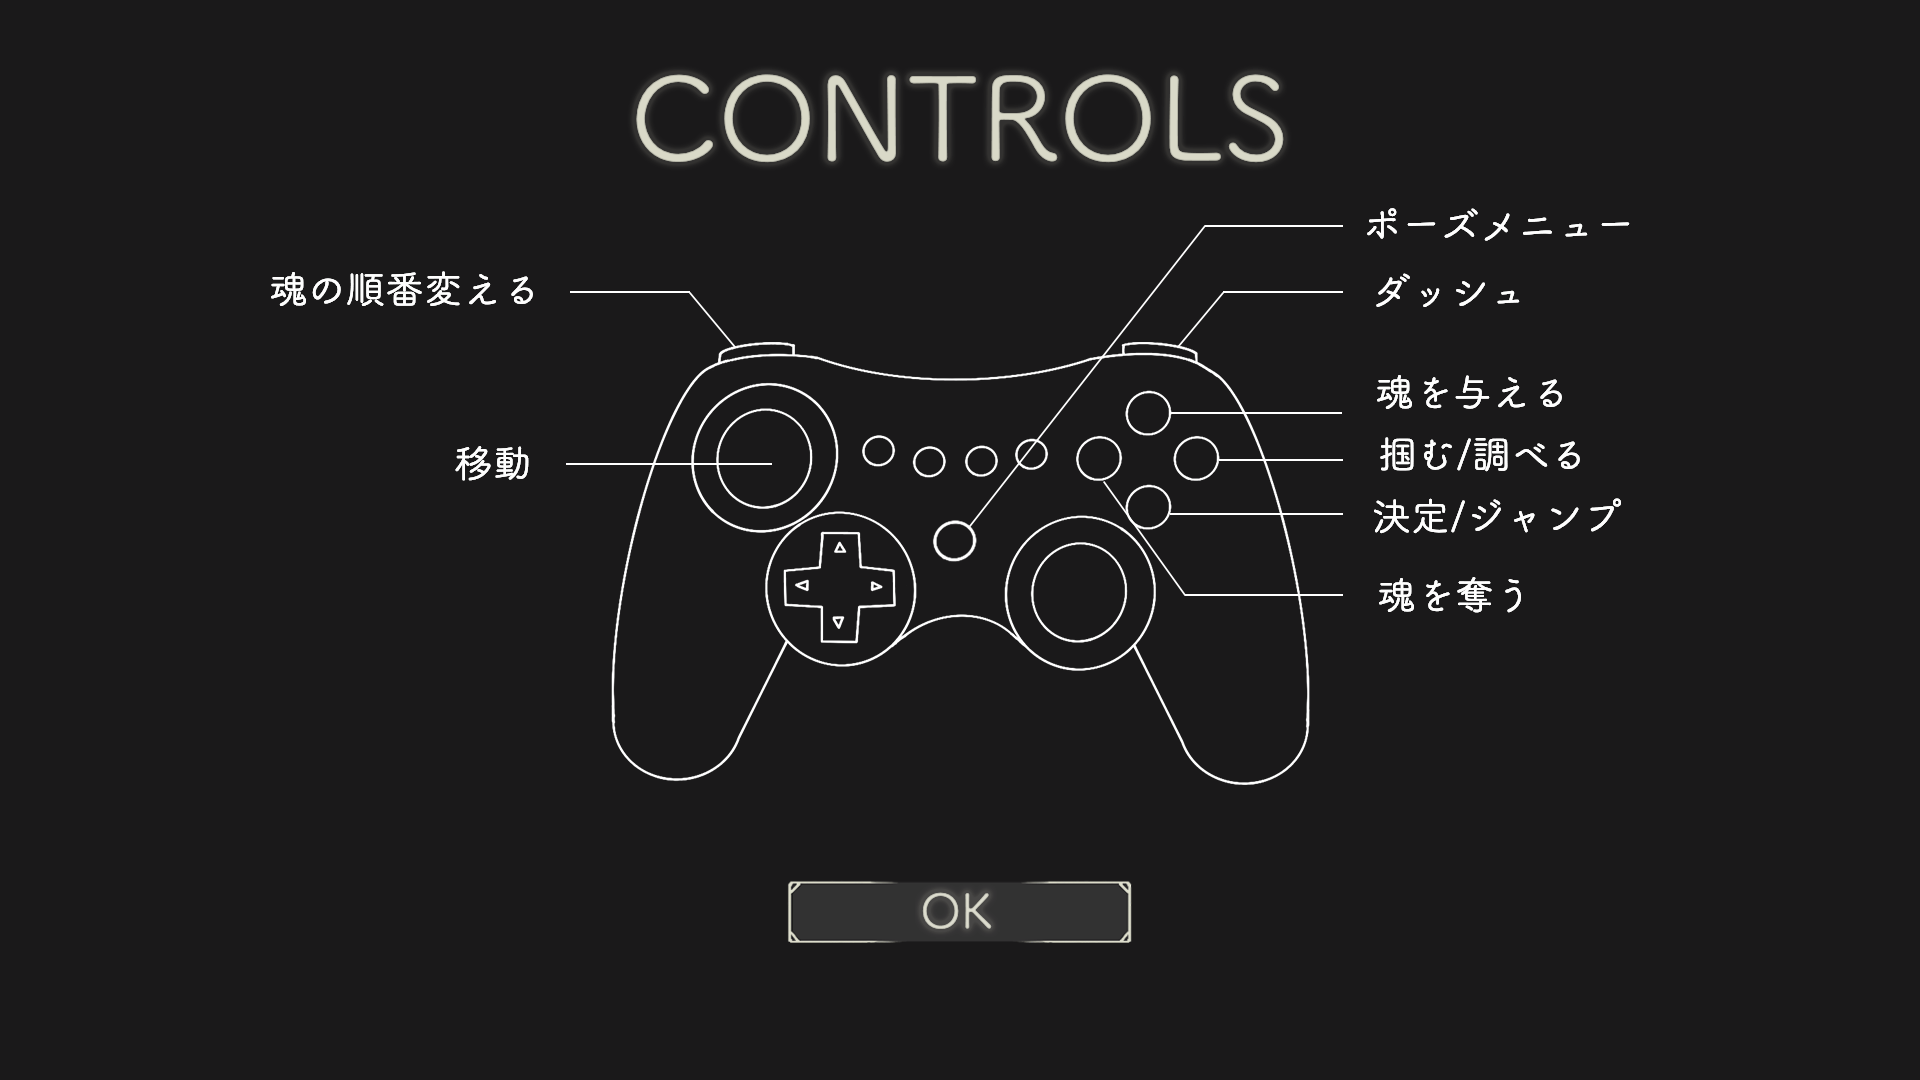 CONTROLS
魂の順番変える
移動
ポーズメニュー
ダッシュ
魂を与える
掴む/調べる
決定/ジャンプ
魂を奪う
OK